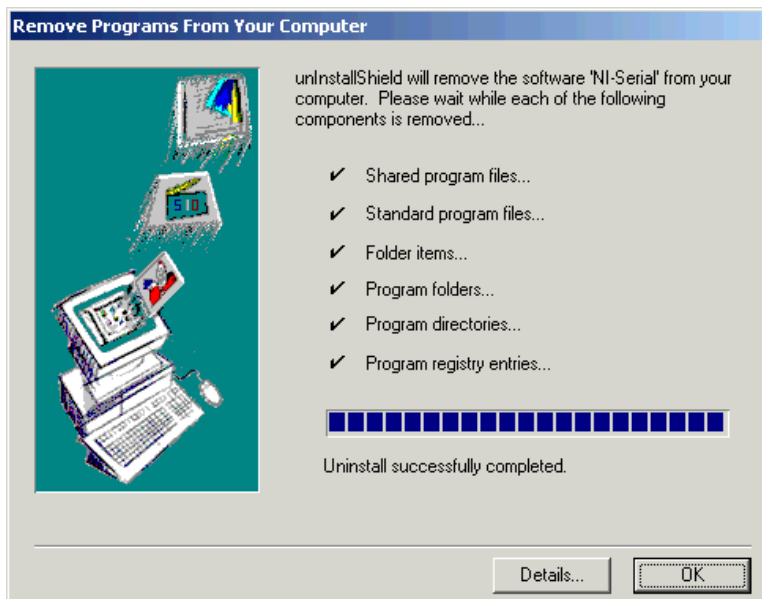 Remove Programs From Your Computer
unInstallShield will remove the software 'NI-Serial' from your
computer.  Please wait while each of the following
components is removed...
✔ Shared program files...
✔ Standard program files...
✔ Folder items...
✔ Program folders...
✔ Program directories...
✔ Program registry entries...
Uninstall successfully completed.
Details...
OK